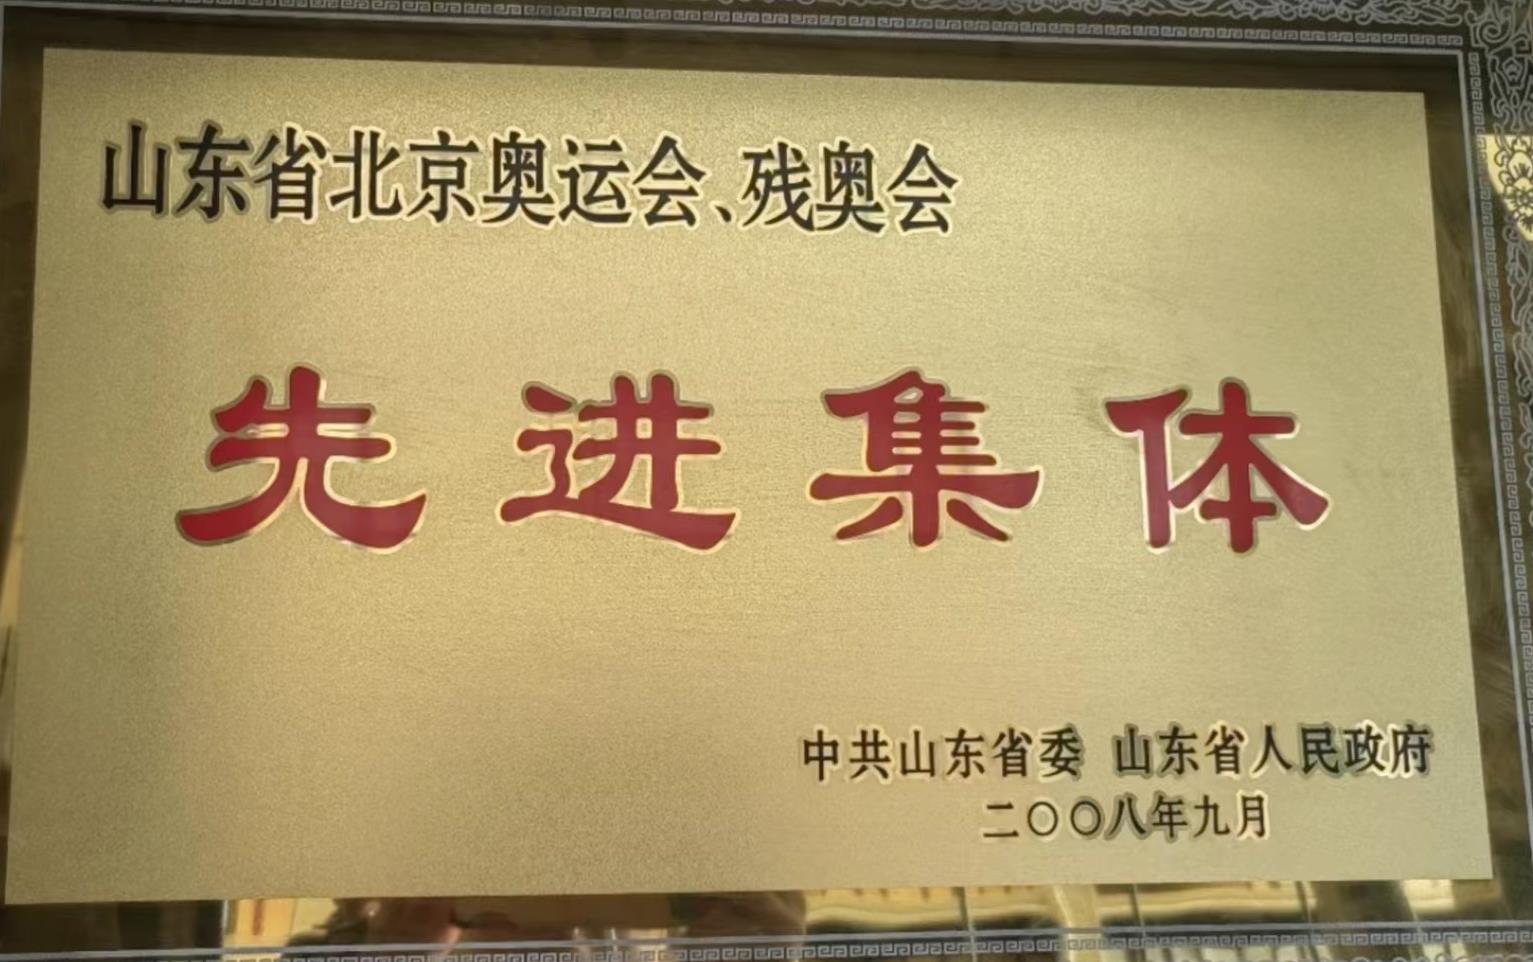 山东省北京奥运会、残奥会
先进集体
中共山东省委 山东省人民政府
二〇〇八年九月